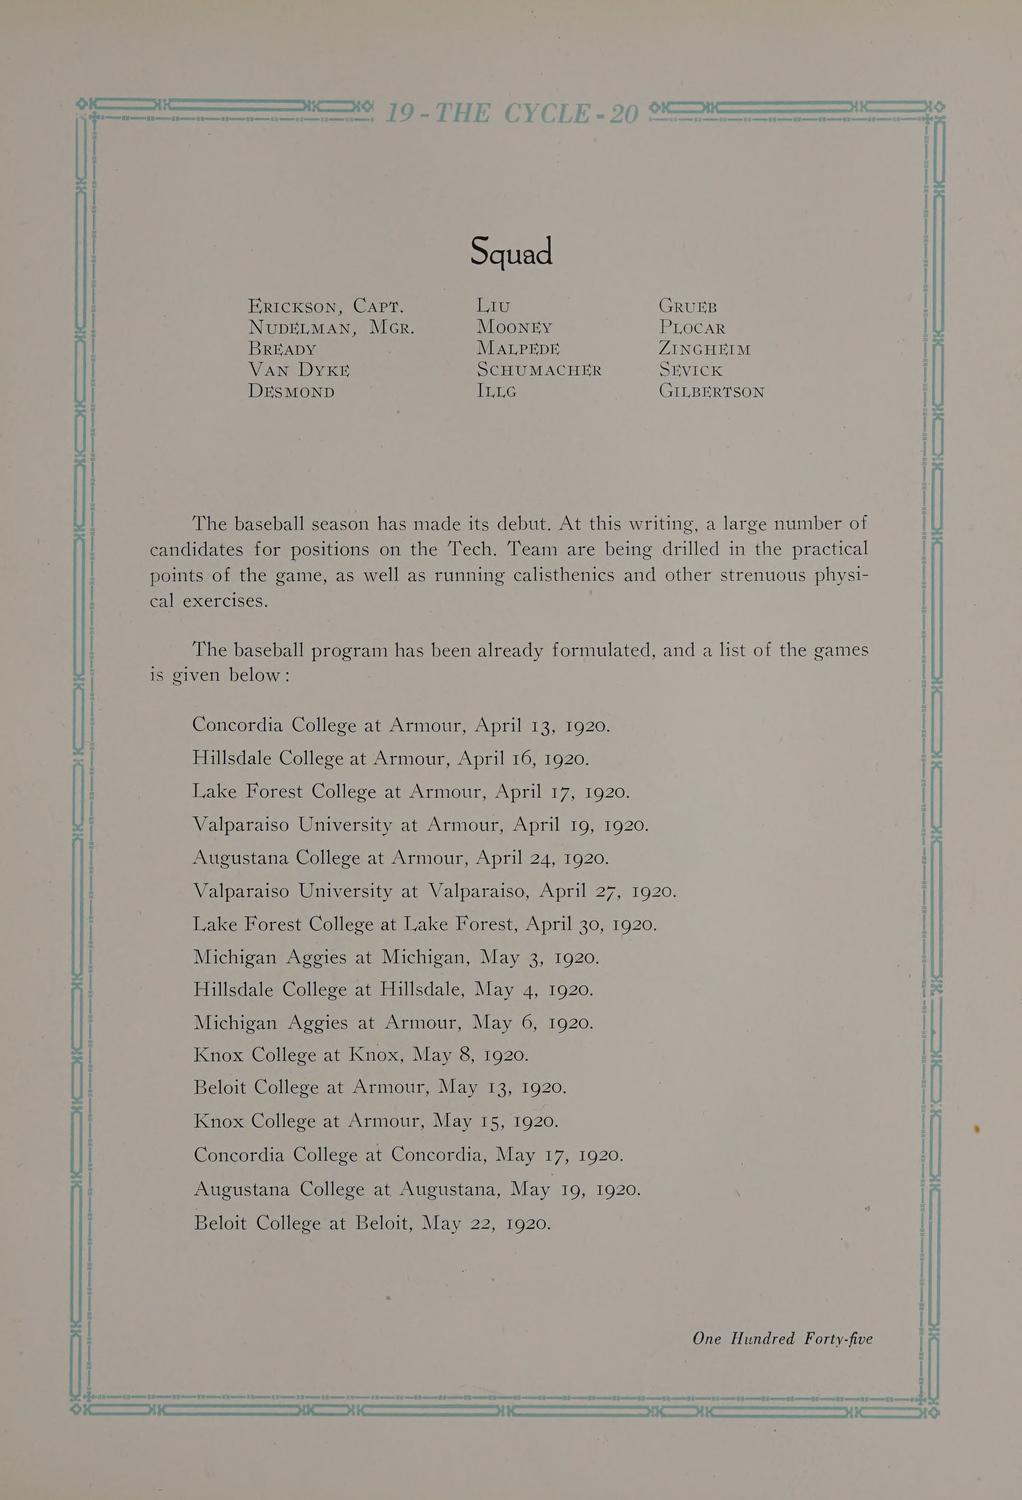 19-THE CYCLE-20
Squad
Erickson, Capt. Liu Grueb
Nudelman, Mgr. Mooney Plocar
Bready Malpede Zingheim
Van Dyke Schumacher Sevick
Desmond Illg Gilbertson
The baseball season has made its debut. At this writing, a large number of
candidates for positions on the Tech. Team are being drilled in the practical
points of the game, as well as running calisthenics and other strenuous physi-
cal exercises.
The baseball program has been already formulated, and a list of the games
is given below:
Concordia College at Armour, April 13, 1920.
Hillsdale College at Armour, April 16, 1920.
Lake Forest College at Armour, April 17, 1920.
Valparaiso University at Armour, April 19, 1920.
Augustana College at Armour, April 24, 1920.
Valparaiso University at Valparaiso, April 27, 1920.
Lake Forest College at Lake Forest, April 30, 1920.
Michigan Aggies at Michigan, May 3, 1920.
Hillsdale College at Hillsdale, May 4, 1920.
Michigan Aggies at Armour, May 6, 1920.
Knox College at Knox, May 8, 1920.
Beloit College at Armour, May 13, 1920.
Knox College at Armour, May 15, 1920.
Concordia College at Concordia, May 17, 1920.
Augustana College at Augustana, May 19, 1920.
Beloit College at Beloit, May 22, 1920.
One Hundred Forty-five